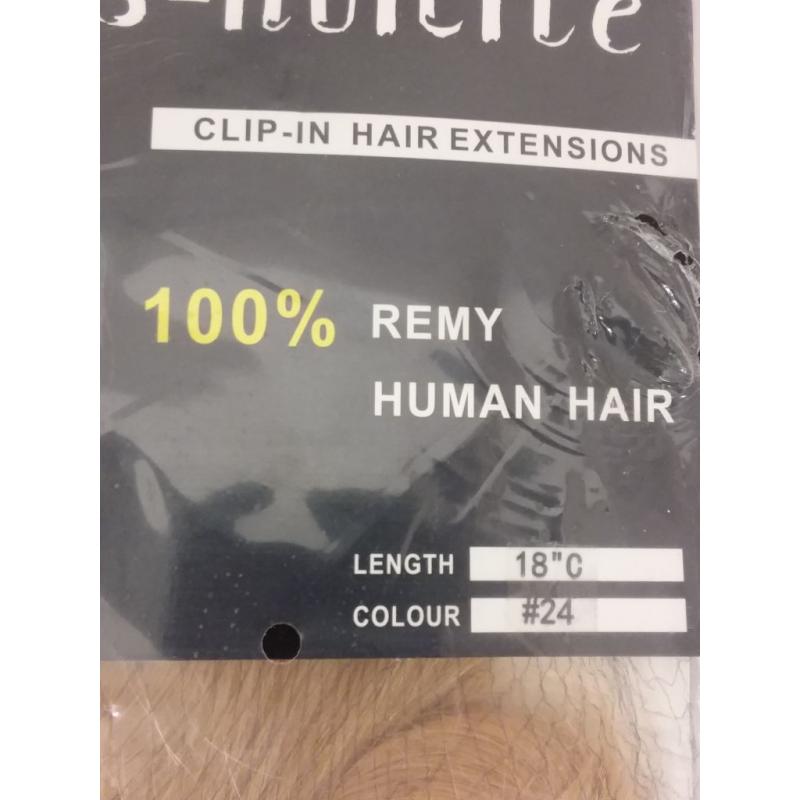 CLIP-IN HAIR EXTENSIONS
100% REMY
HUMAN HAIR
LENGTH 18"C
COLOUR #24